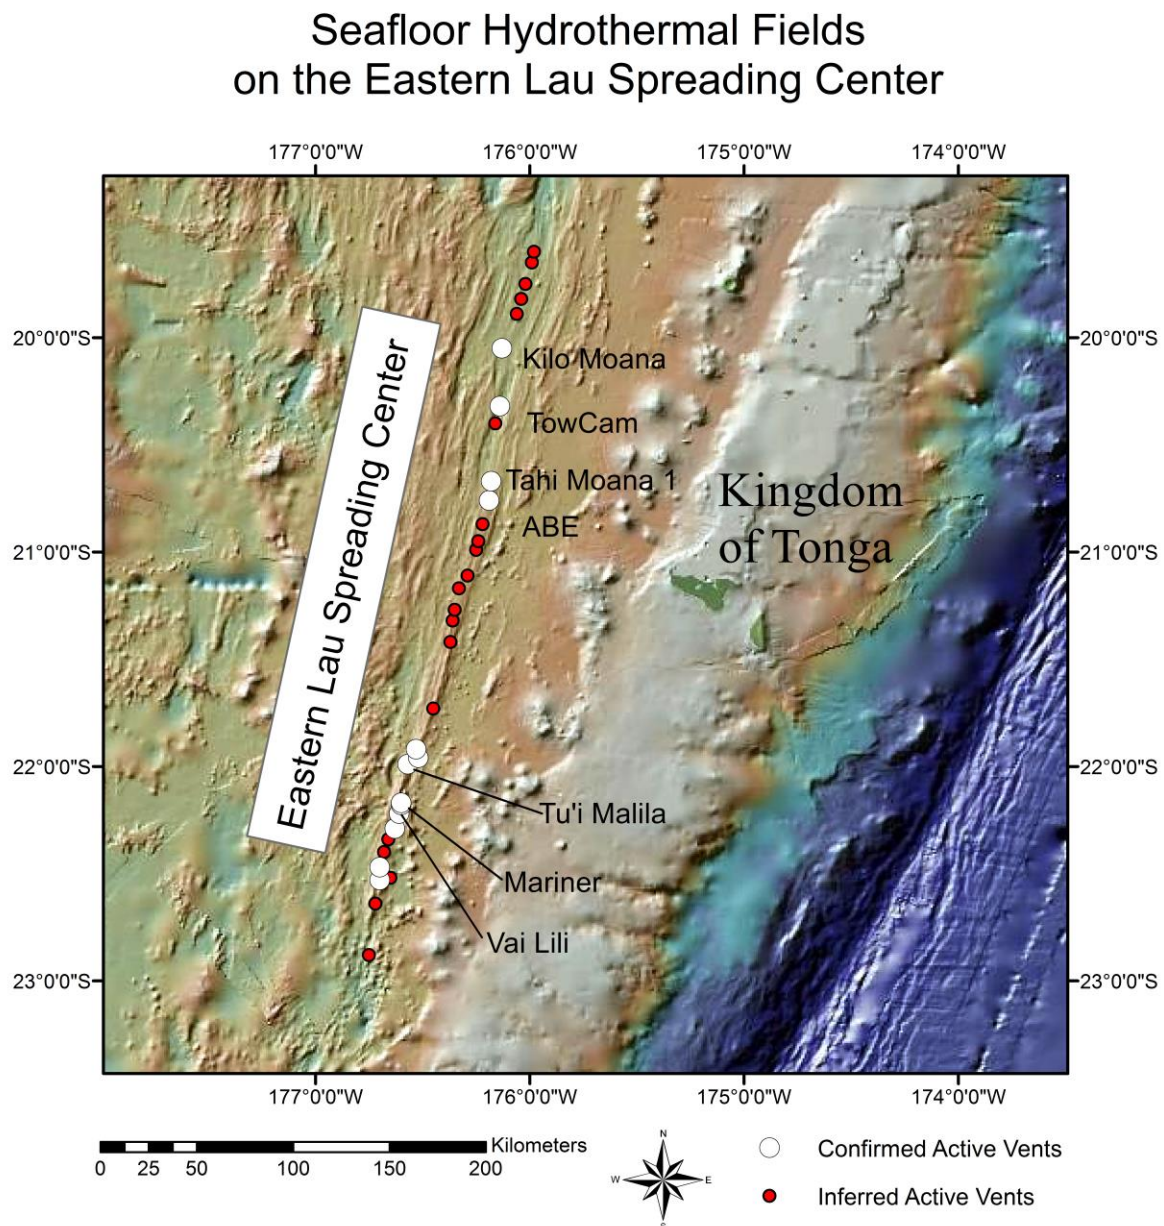 Seafloor Hydrothermal Fields
on the Eastern Lau Spreading Center
177°0'0"W 176°0'0"W 175°0'0"W 174°0'0"W
20°0'0"S 20°0'0"S
Kilo Moana
TowCam
Eastern Lau Spreading Center
Tahi Moana 1
Kingdom
of Tonga
ABE
21°0'0"S 21°0'0"S
22°0'0"S 22°0'0"S
Tu'i Malila
Mariner
Vai Lili
23°0'0"S 23°0'0"S
177°0'0"W 176°0'0"W 175°0'0"W 174°0'0"W
Kilometers
0 25 50 100 150 200
N
W E
S
Confirmed Active Vents
Inferred Active Vents